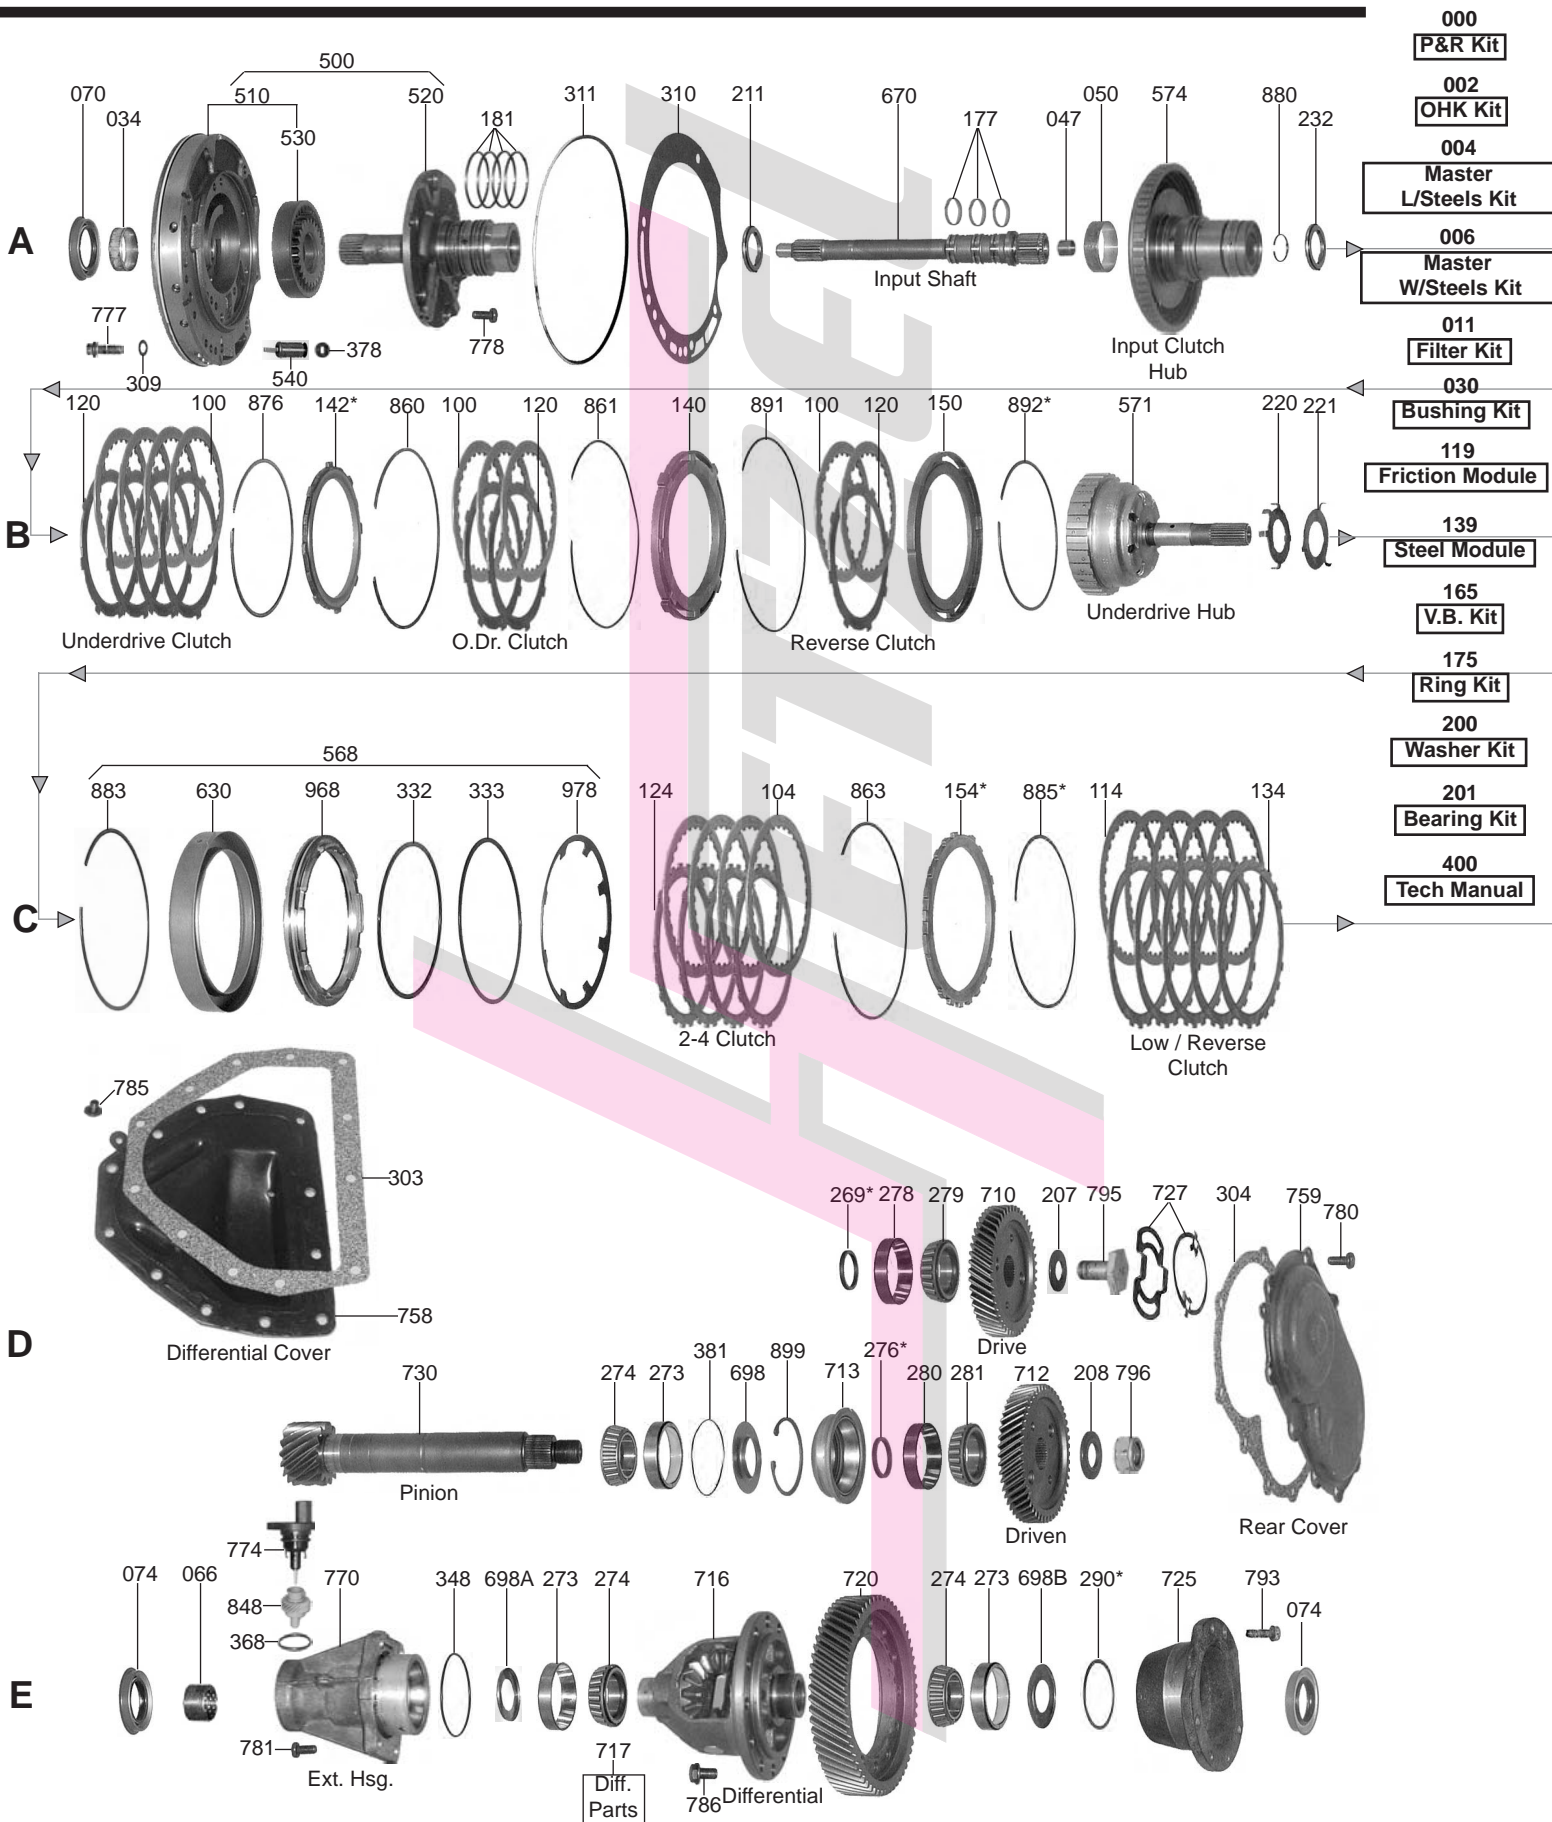 000
P&R Kit
002
OHK Kit
004
Master
L/Steels Kit
006
Master
W/Steels Kit
011
Filter Kit
030
Bushing Kit
119
Friction Module
139
Steel Module
165
V.B. Kit
175
Ring Kit
200
Washer Kit
201
Bearing Kit
400
Tech Manual
A
500
070
510
520
311
310
211
670
050
574
880
034
530
181
177
047
232
777
309
540
378
778
Input Shaft
Input Clutch
Hub
B
120
100
876
142*
860
100
120
861
140
891
100
120
150
892*
571
220
221
Underdrive Clutch
O.Dr. Clutch
Reverse Clutch
Underdrive Hub
C
568
883
630
968
332
333
978
124
104
863
154*
885*
114
134
2-4 Clutch
Low / Reverse
Clutch
D
785
303
758
Differential Cover
269*
278
279
710
207
795
727
304
759
780
Drive
730
274
273
381
698
899
713
276*
280
281
712
208
796
Pinion
Driven
Rear Cover
E
774
074
066
848
368
770
348
698A
273
274
716
720
274
273
698B
290*
725
793
074
781
Ext. Hsg.
717
Diff.
Parts
786
Differential
HETZEL